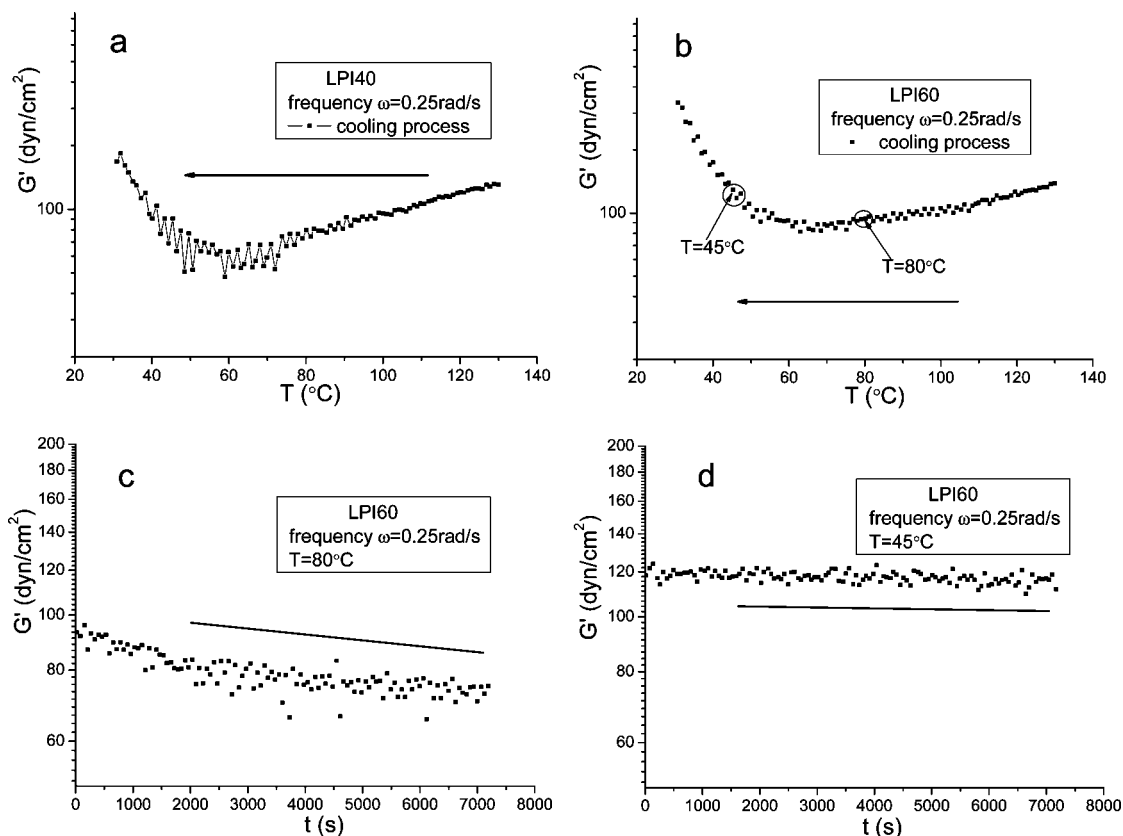 a
LPI40
frequency ω=0.25rad/s
cooling process
G' (dyn/cm²)
100
20 40 60 80 100 120 140
T (°C)
b
LPI60
frequency ω=0.25rad/s
cooling process
G' (dyn/cm²)
100
T=45°C
T=80°C
20 40 60 80 100 120 140
T (°C)
c
LPI60
frequency ω=0.25rad/s
T=80°C
G' (dyn/cm²)
200
180
160
140
120
100
80
60
0 1000 2000 3000 4000 5000 6000 7000 8000
t (s)
d
LPI60
frequency ω=0.25rad/s
T=45°C
G' (dyn/cm²)
200
180
160
140
120
100
80
60
0 1000 2000 3000 4000 5000 6000 7000 8000
t (s)